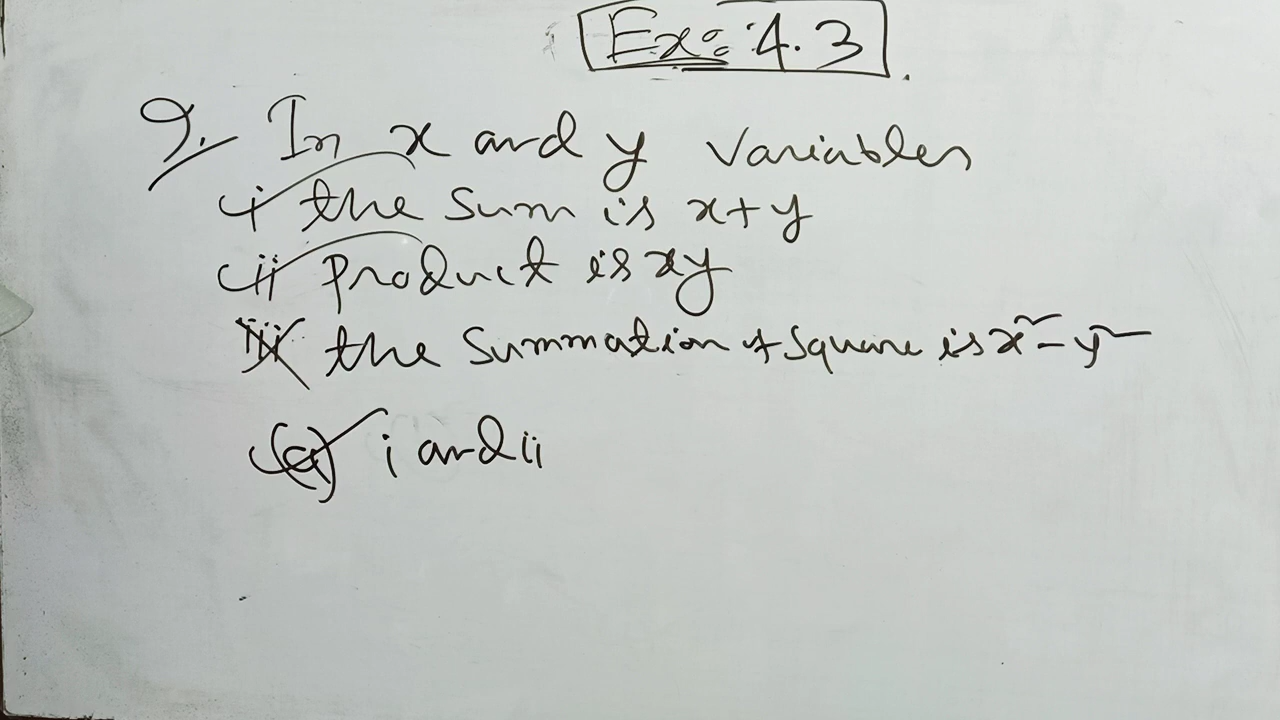 Ex: 4.3
9. In x and y variables
i the sum is x+y
ii product is xy
iii the summation of square is x²-y²
(a) i and ii